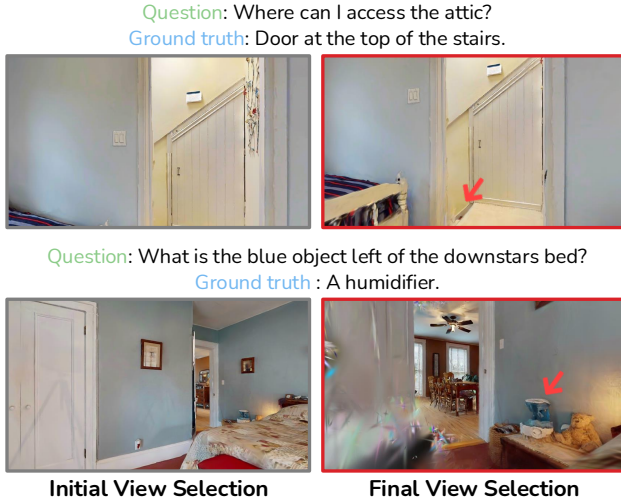 Question: Where can I access the attic?
Ground truth: Door at the top of the stairs.
Question: What is the blue object left of the downstars bed?
Ground truth : A humidifier.
Initial View Selection
Final View Selection